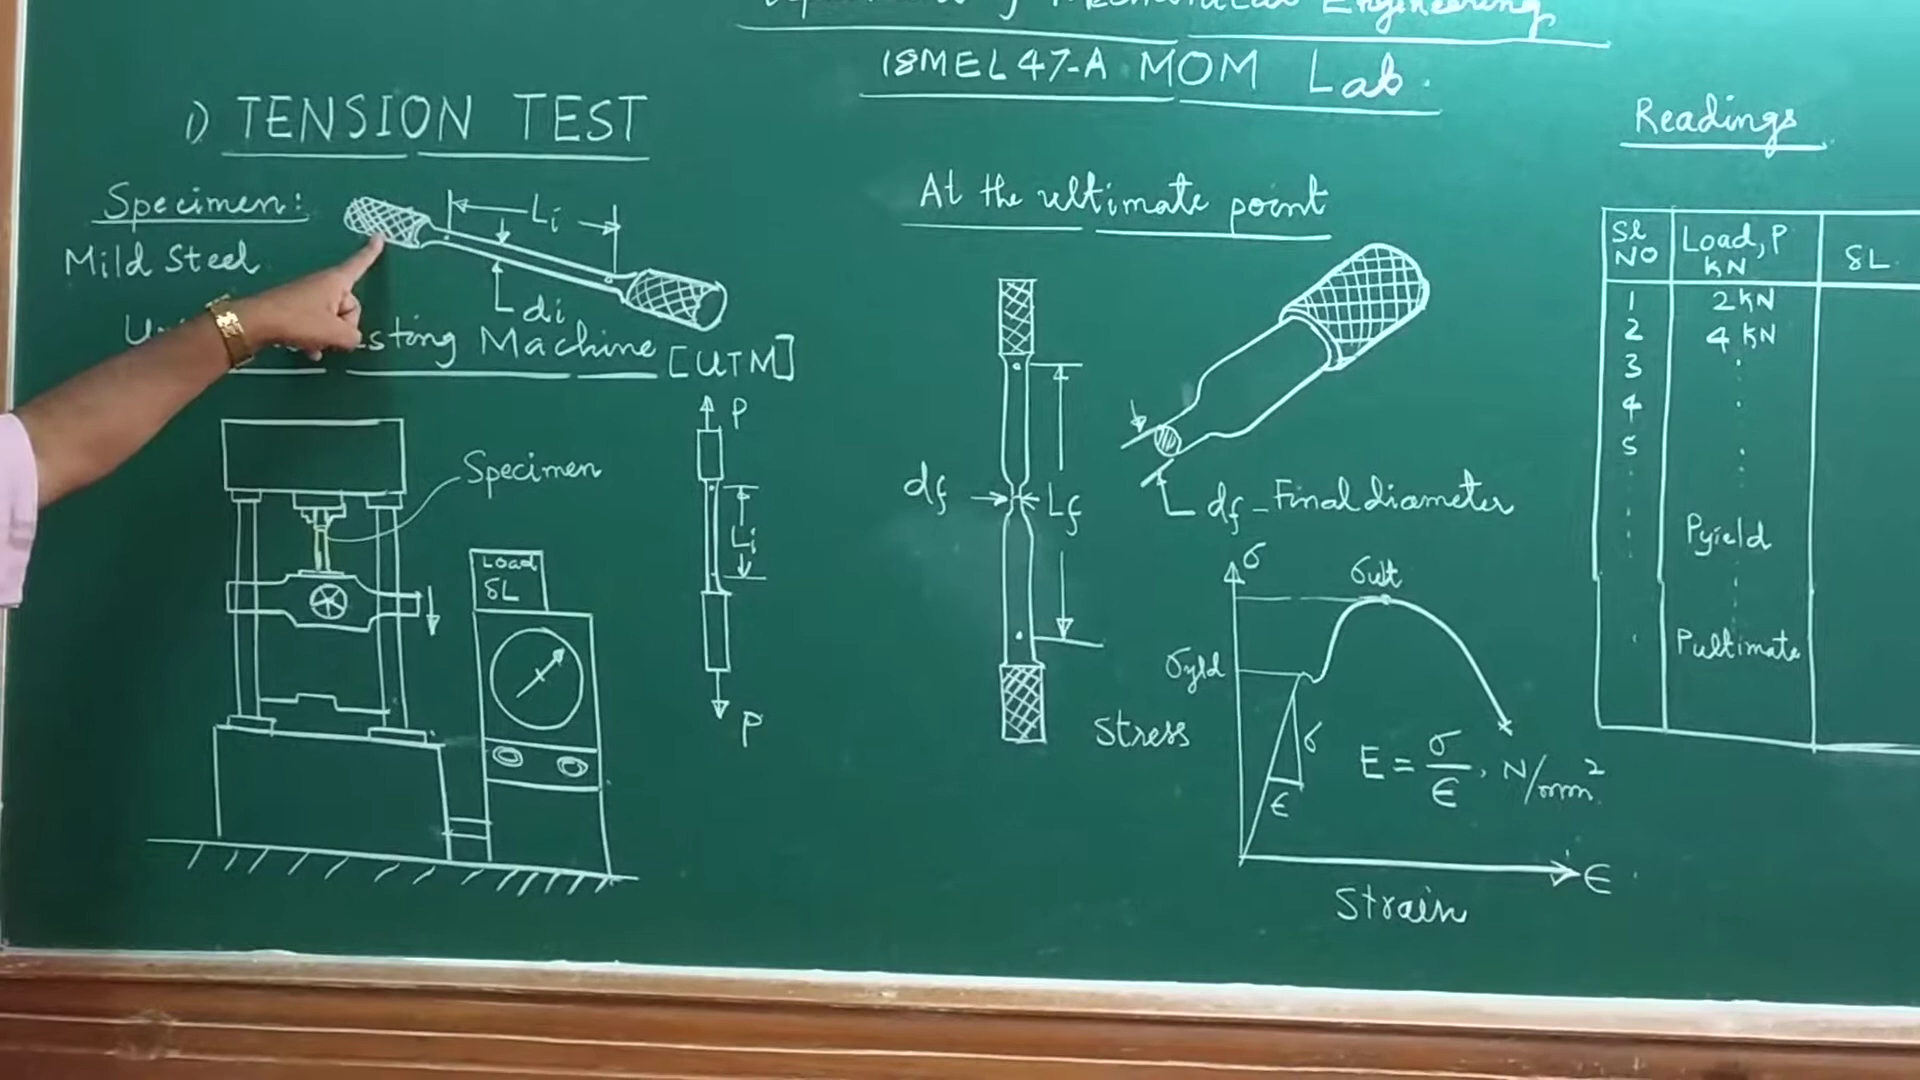 Mechanical Engineering
18MEL47-A MOM Lab.
1) TENSION TEST
Specimen:
Mild Steel
Li
di
Machine [UTM]
Specimen
Load
δL
P
Li
P
At the ultimate point
df
Lf
df - Final diameter
σ
σult
σyld
Stress
σ
ϵ
E = σ/ϵ, N/mm²
ϵ
Strain
Readings
Sl NO | Load, P KN | δL
1 | 2 KN
2 | 4 KN
3
4
5
Pyield
Pultimate